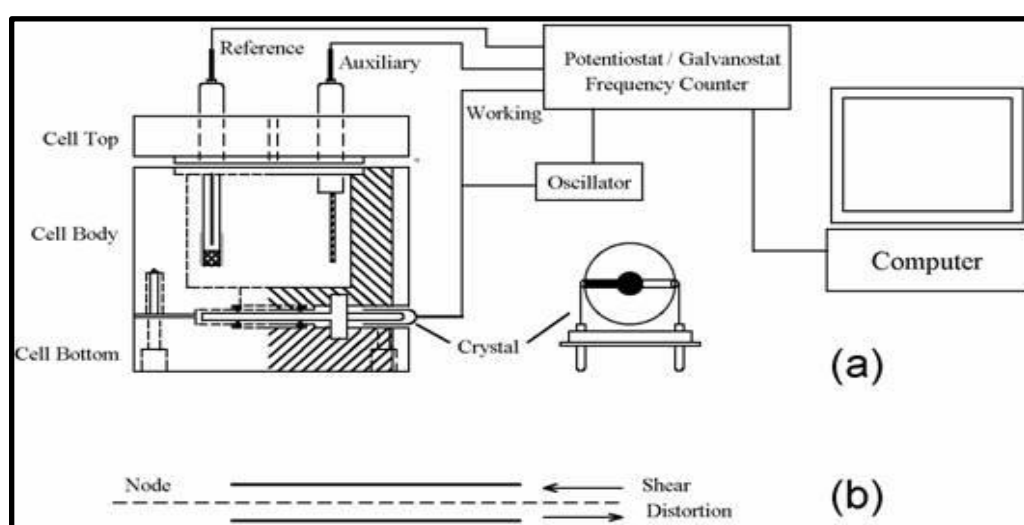 Reference
Auxiliary
Potentiostat / Galvanostat
Frequency Counter
Working
Cell Top
Oscillator
Cell Body
Computer
Crystal
Cell Bottom
(a)
Node
Shear
Distortion
(b)